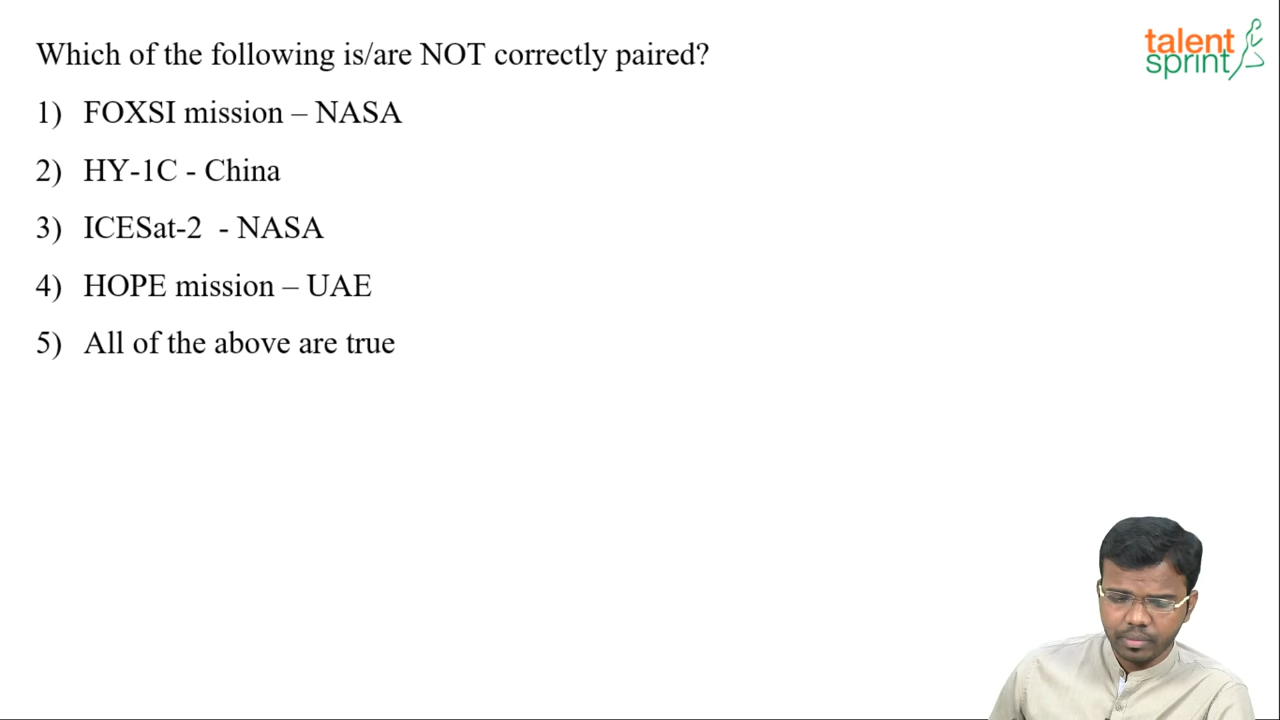 Which of the following is/are NOT correctly paired?
talent
sprint
1) FOXSI mission – NASA
2) HY-1C - China
3) ICESat-2 - NASA
4) HOPE mission – UAE
5) All of the above are true